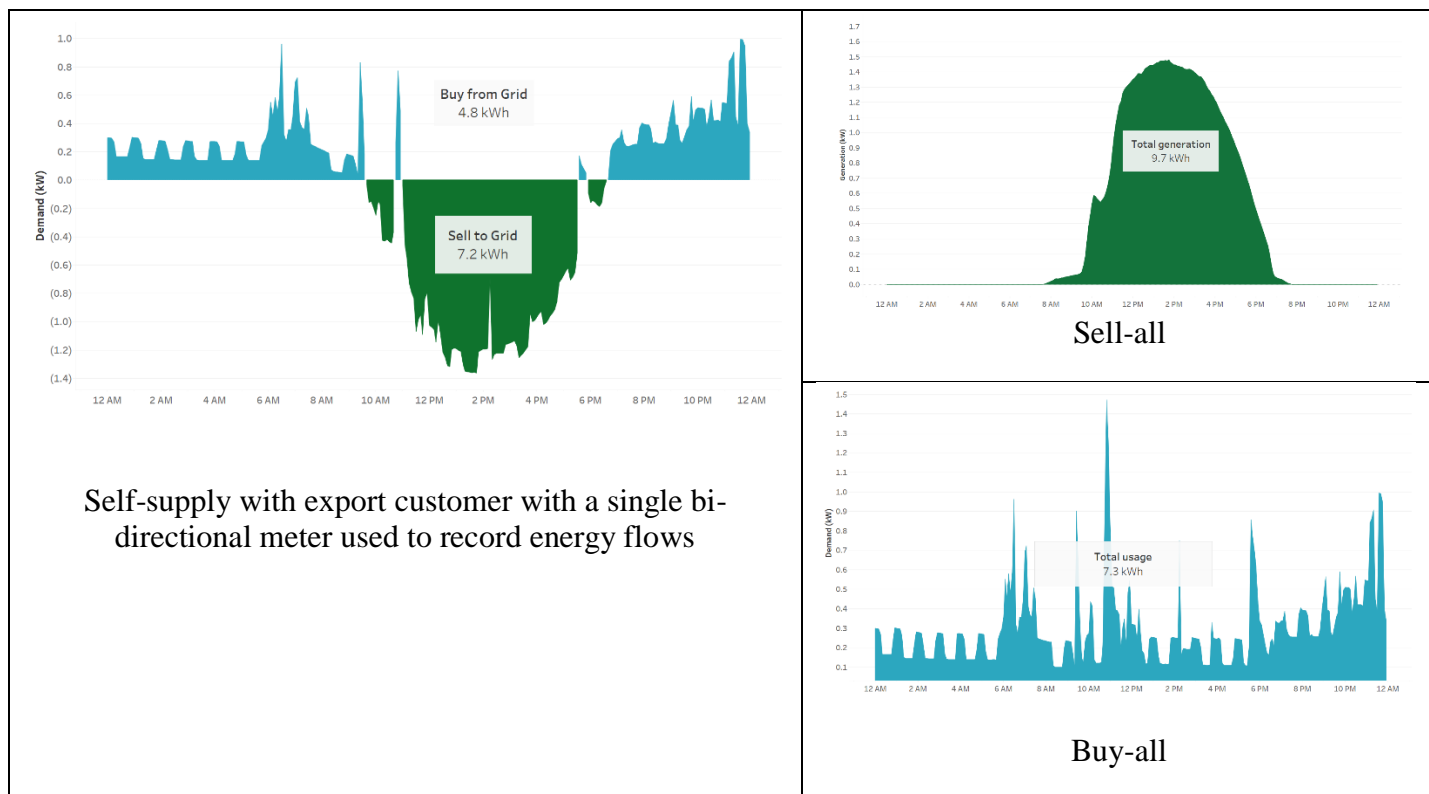 1.0
0.8
0.6
0.4
0.2
0.0
(0.2)
(0.4)
(0.6)
(0.8)
(1.0)
(1.2)
(1.4)
Demand (kW)
Buy from Grid
4.8 kWh
Sell to Grid
7.2 kWh
12 AM 2 AM 4 AM 6 AM 8 AM 10 AM 12 PM 2 PM 4 PM 6 PM 8 PM 10 PM 12 AM
Self-supply with export customer with a single bi-
directional meter used to record energy flows
1.7
1.6
1.5
1.4
1.3
1.2
1.1
1.0
0.9
0.8
0.7
0.6
0.5
0.4
0.3
0.2
0.1
0.0
Generation (kW)
Total generation
9.7 kWh
12 AM 2 AM 4 AM 6 AM 8 AM 10 AM 12 PM 2 PM 4 PM 6 PM 8 PM 10 PM 12 AM
Sell-all
1.5
1.4
1.3
1.2
1.1
1.0
0.9
0.8
0.7
0.6
0.5
0.4
0.3
0.2
0.1
Demand (kW)
Total usage
7.3 kWh
12 AM 2 AM 4 AM 6 AM 8 AM 10 AM 12 PM 2 PM 4 PM 6 PM 8 PM 10 PM 12 AM
Buy-all